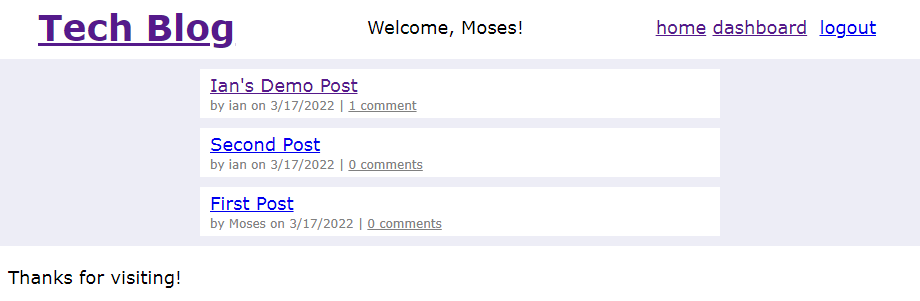 Tech Blog
Welcome, Moses!
home dashboard logout
Ian's Demo Post
by ian on 3/17/2022 | 1 comment
Second Post
by ian on 3/17/2022 | 0 comments
First Post
by Moses on 3/17/2022 | 0 comments
Thanks for visiting!